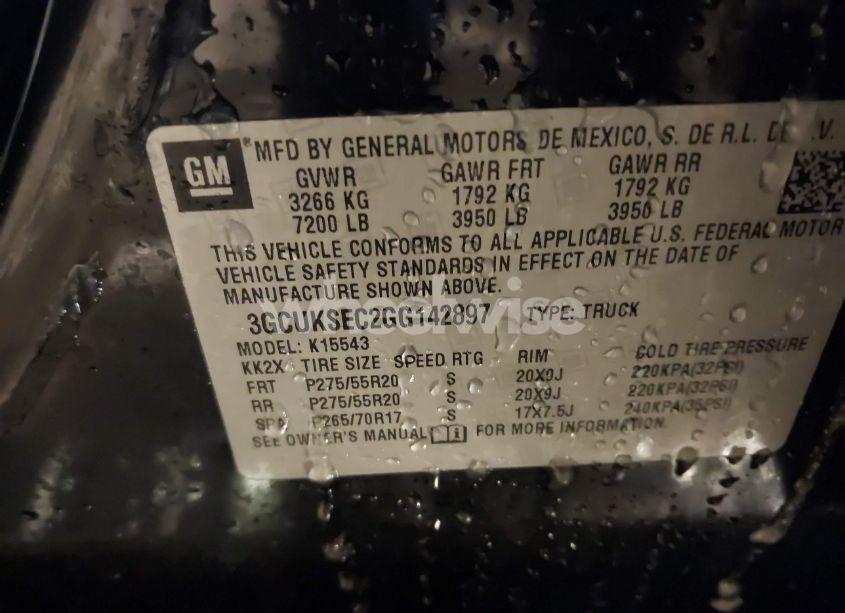 GM
® MFD BY GENERAL MOTORS DE MEXICO, S. DE R.L. DE .V.
GVWR GAWR FRT GAWR RR
3266 KG 1792 KG 1792 KG
7200 LB 3950 LB 3950 LB
THIS VEHICLE CONFORMS TO ALL APPLICABLE U.S. FEDERAL MOTOR
VEHICLE SAFETY STANDARDS IN EFFECT ON THE DATE OF
MANUFACTURE SHOWN ABOVE.
3GCUKSEC2GG142897 TYPE: TRUCK
MODEL: K15543
KK2X TIRE SIZE SPEED RTG RIM COLD TIRE PRESSURE
FRT P275/55R20 S 20X9J 220KPA(32PSI)
RR P275/55R20 S 20X9J 220KPA(32PSI)
SPA P265/70R17 S 17X7.5J 240KPA(35PSI)
SEE OWNER'S MANUAL FOR MORE INFORMATION.